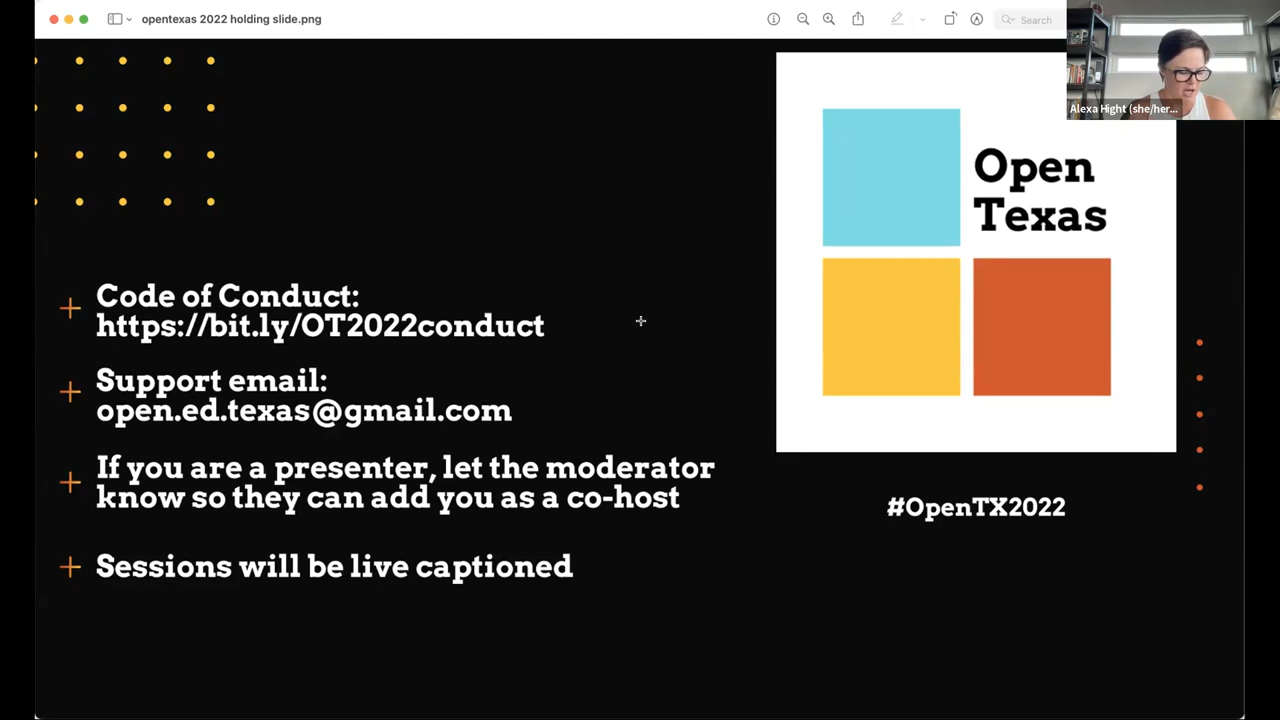 opentexas 2022 holding slide.png
Search
Alexa Hight (she/her...
Open
Texas
Code of Conduct:
https://bit.ly/OT2022conduct
Support email:
open.ed.texas@gmail.com
If you are a presenter, let the moderator
know so they can add you as a co-host
Sessions will be live captioned
#OpenTX2022